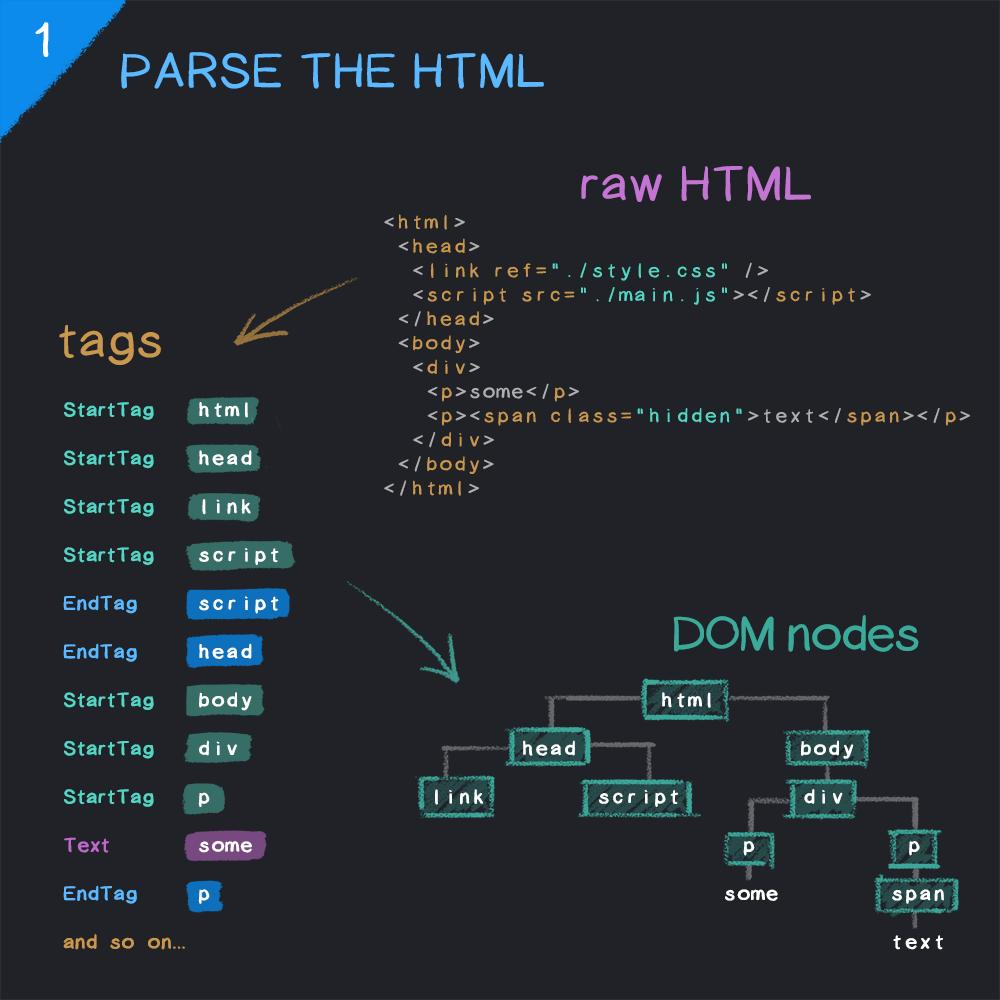 1
PARSE THE HTML
raw HTML
<html>
<head>
<link ref="./style.css" />
<script src="./main.js"></script>
</head>
<body>
<div>
<p>some</p>
<p><span class="hidden">text</span></p>
</div>
</body>
</html>
tags
StartTag html
StartTag head
StartTag link
StartTag script
EndTag script
EndTag head
StartTag body
StartTag div
StartTag p
Text some
EndTag p
and so on...
DOM nodes
html
head body
link script div
p p
some span
text